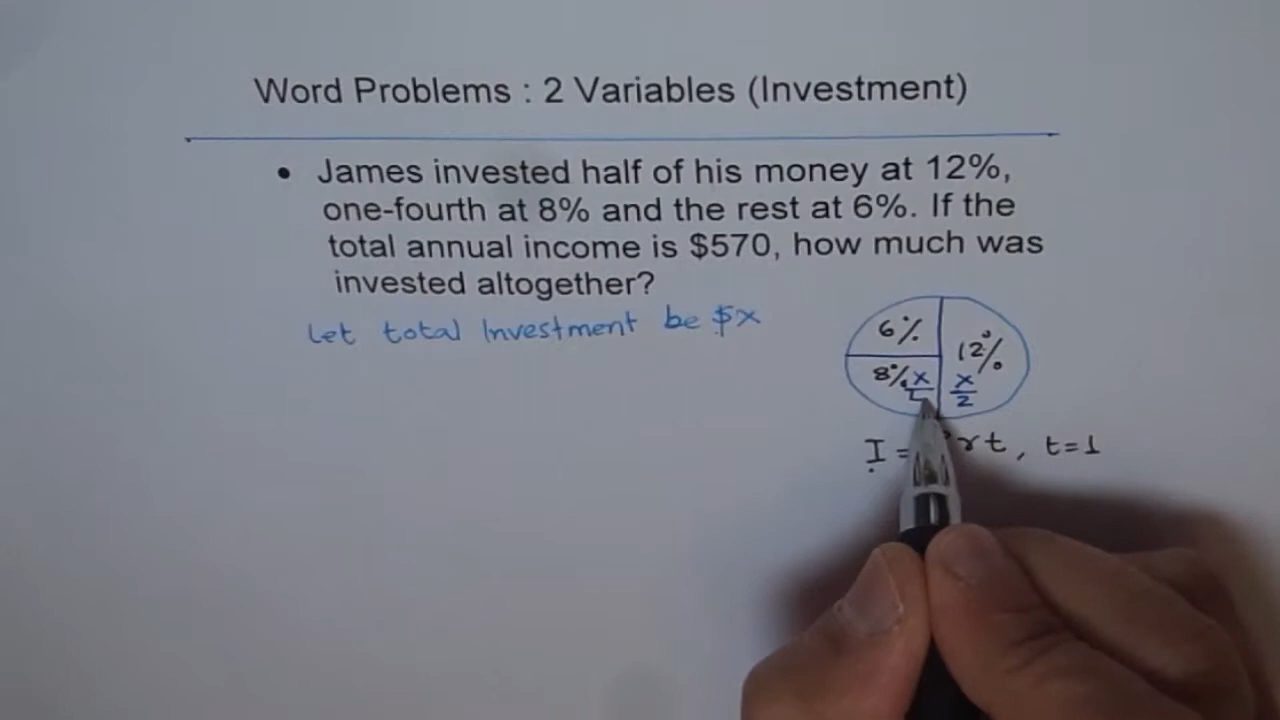 Word Problems : 2 Variables (Investment)
• James invested half of his money at 12%,
one-fourth at 8% and the rest at 6%. If the
total annual income is $570, how much was
invested altogether?
Let total Investment be $x
6%
12%
8%
x
x
2
I =
rt, t=1